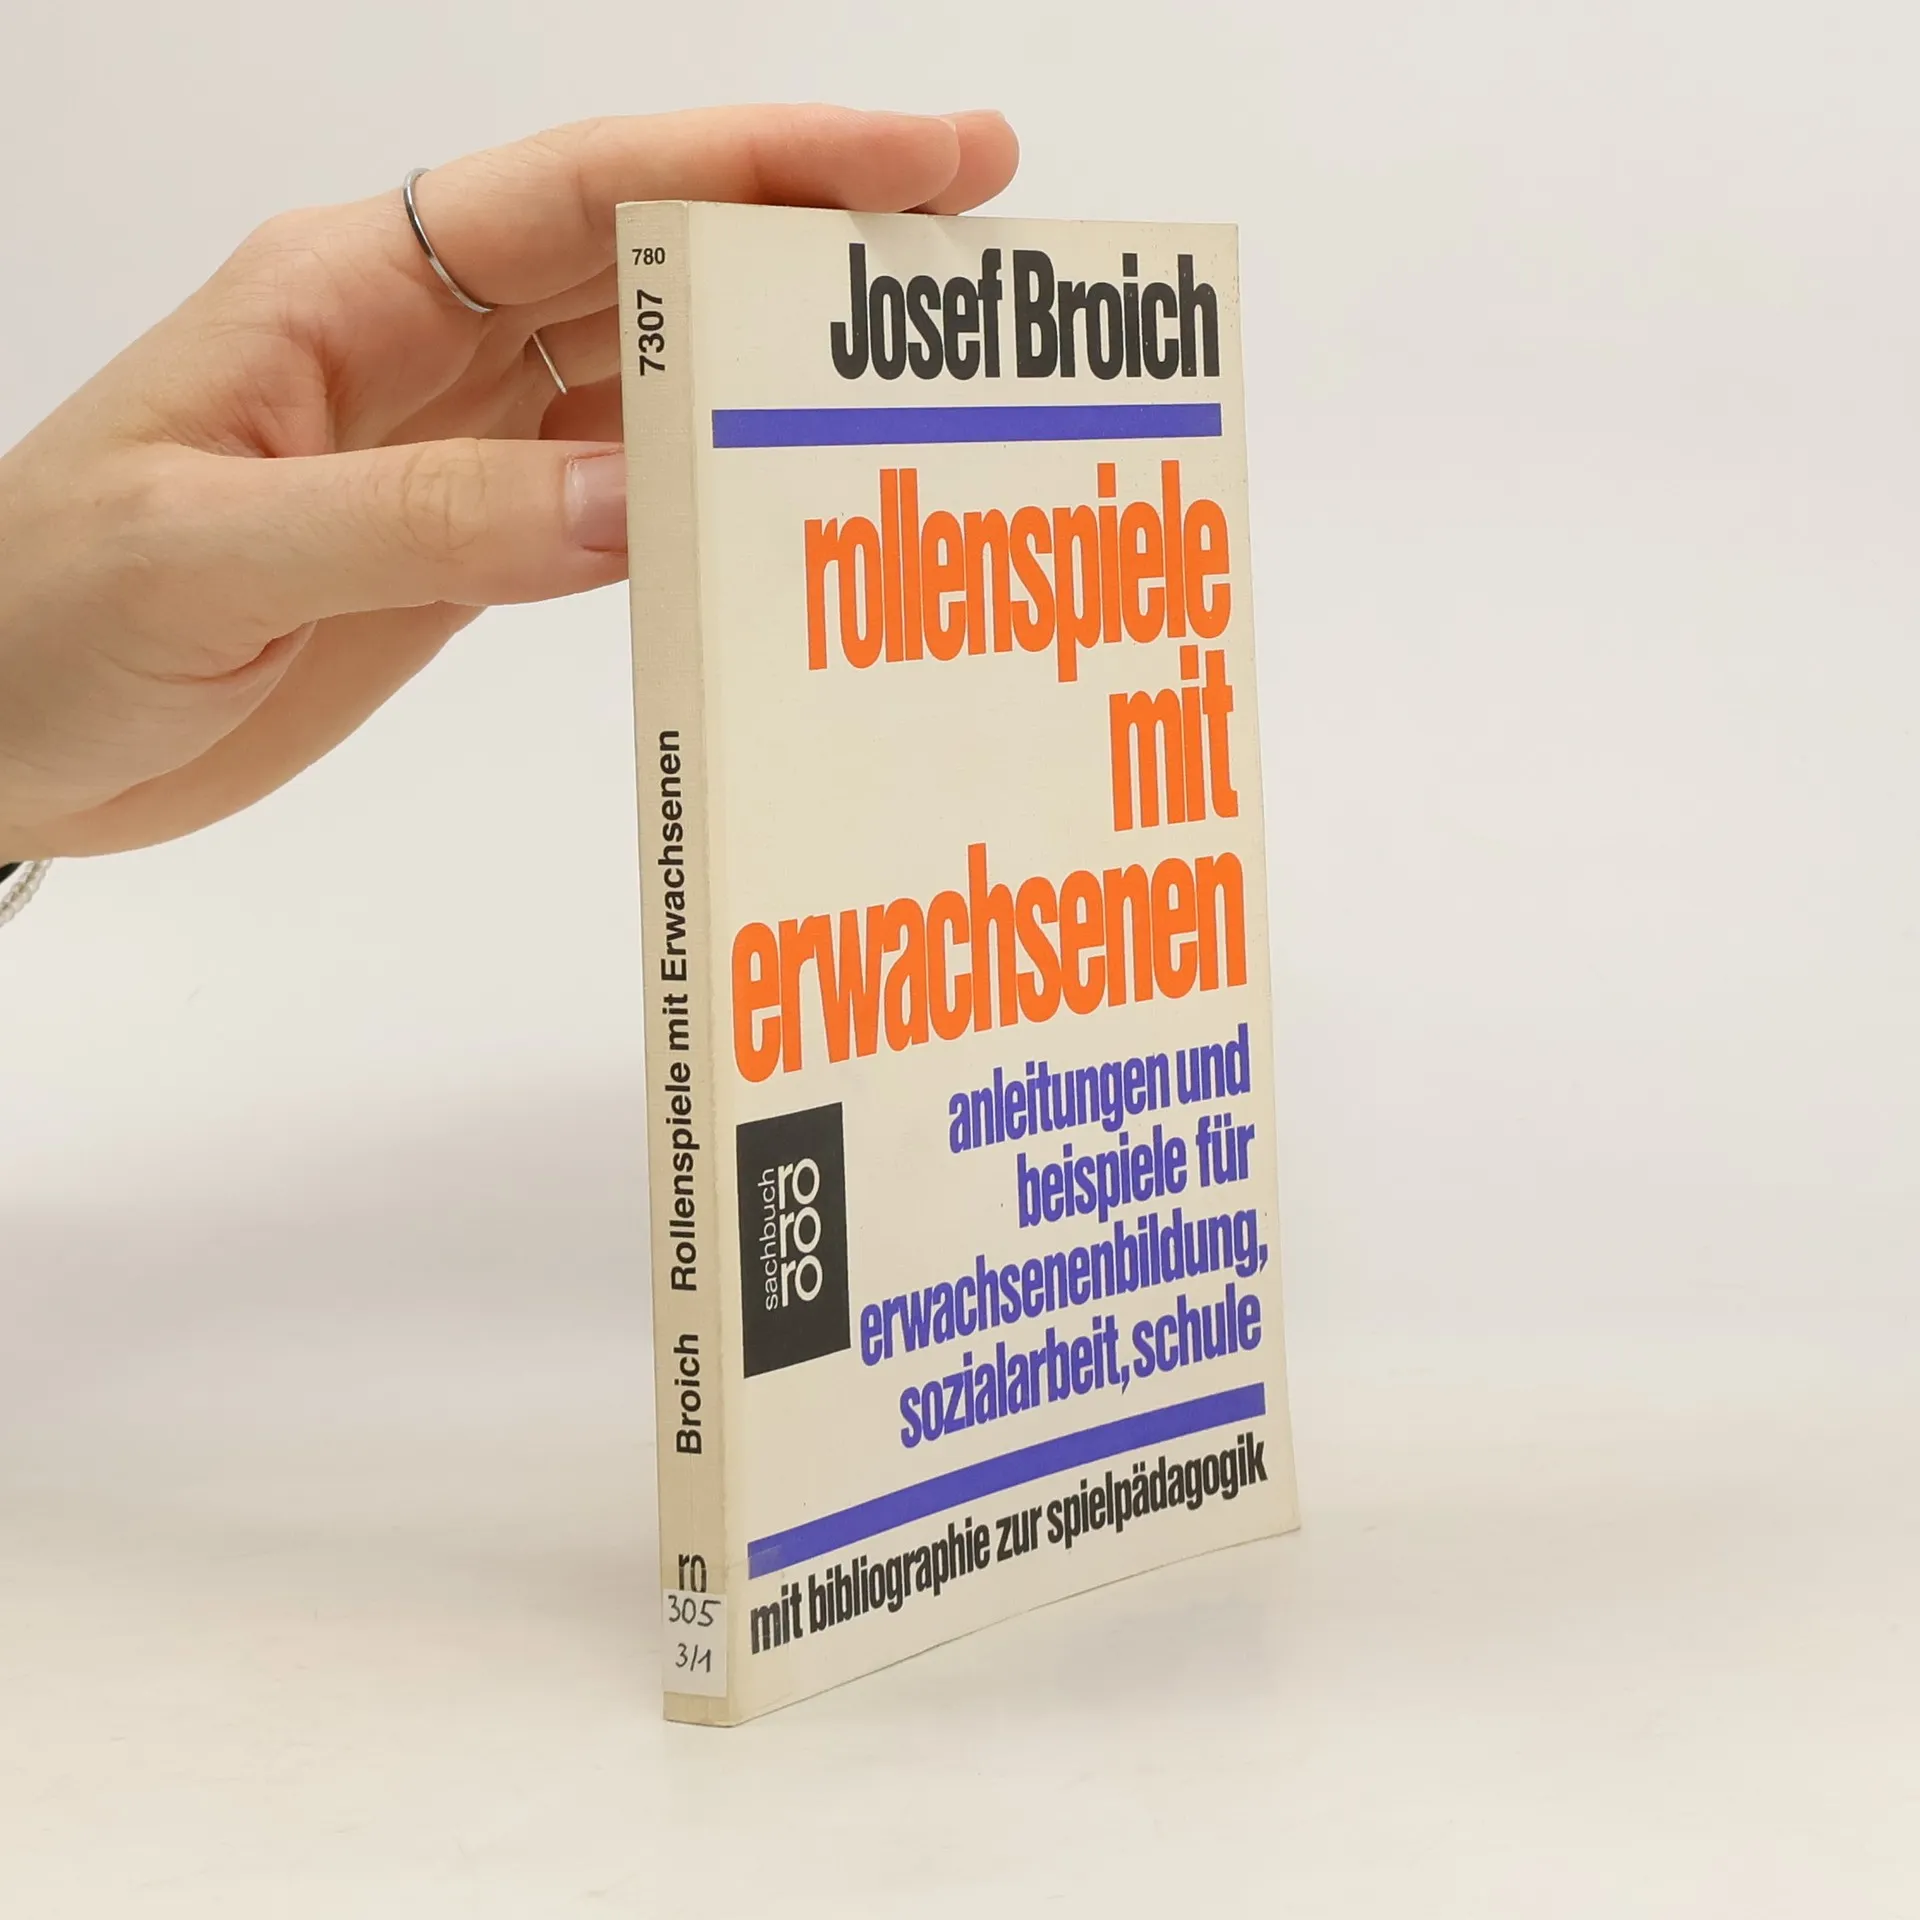 780
7307
Rollenspiele mit Erwachsenen
Broich
ro
305
3/1
Josef Broich
rollenspiele
mit
erwachsenen
anleitungen und
beispiele für
erwachsenenbildung,
sozialarbeit, schule
sachbuch
ro
ro
ro
mit bibliographie zur spielpädagogik